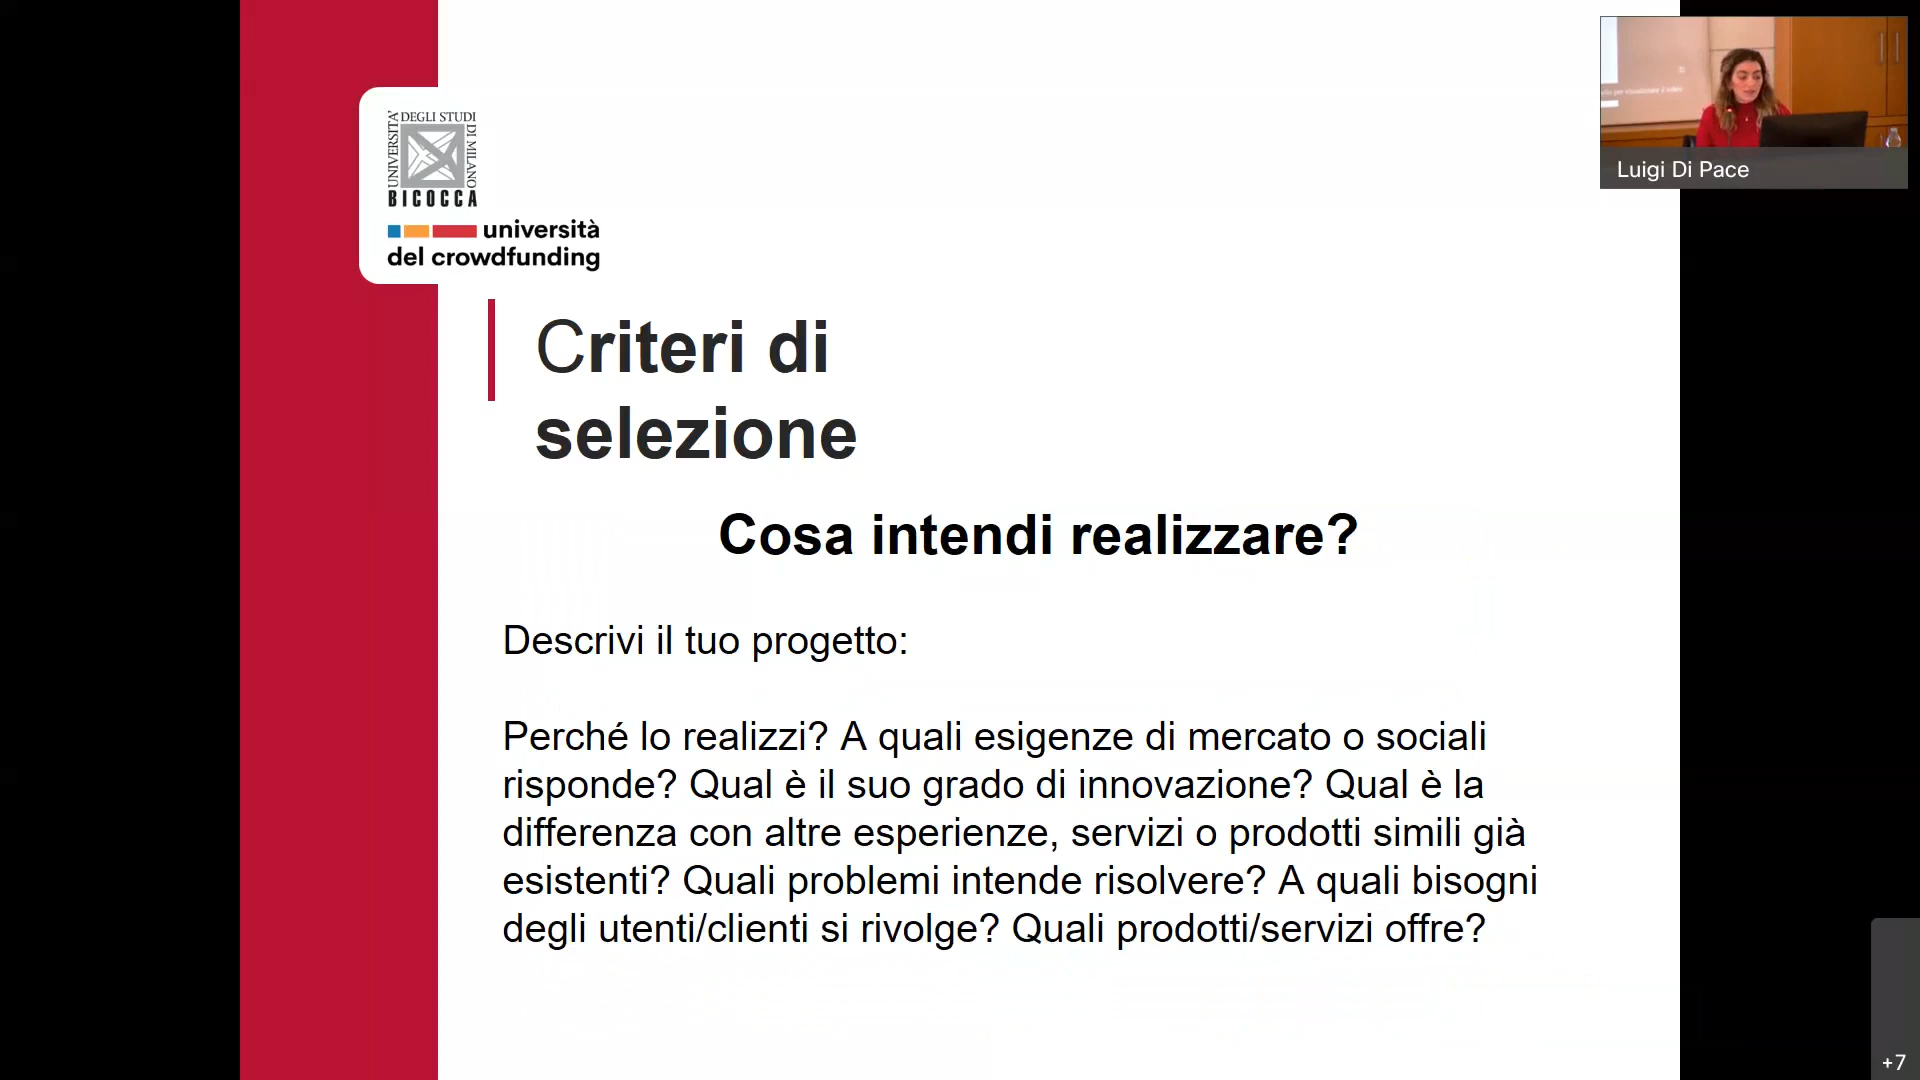 UNIVERSITA'
DEGLI STUDI
DI MILANO
BICOCCA
università
del crowdfunding
Criteri di
selezione
Cosa intendi realizzare?
Descrivi il tuo progetto:
Perché lo realizzi? A quali esigenze di mercato o sociali
risponde? Qual è il suo grado di innovazione? Qual è la
differenza con altre esperienze, servizi o prodotti simili già
esistenti? Quali problemi intende risolvere? A quali bisogni
degli utenti/clienti si rivolge? Quali prodotti/servizi offre?
Luigi Di Pace
+7